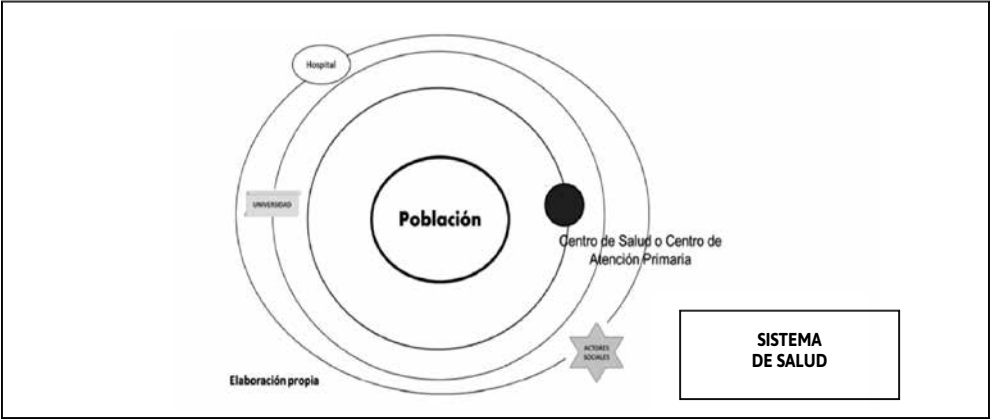 Hospital
UNIVERSIDAD
Población
Centro de Salud o Centro de
Atención Primaria
ACTORES
SOCIALES
Elaboración propia
SISTEMA
DE SALUD